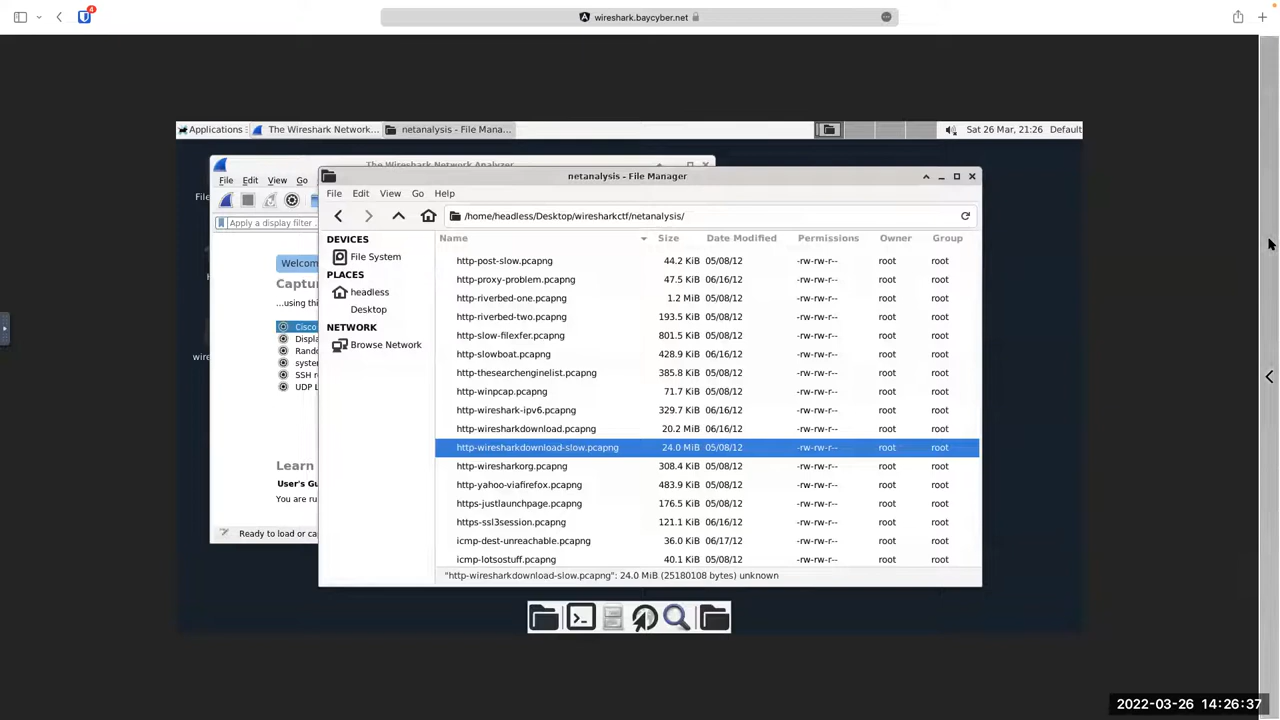 4
wireshark.baycyber.net
Applications
The Wireshark Network...
netanalysis - File Mana...
Sat 26 Mar, 21:26
Default
The Wireshark Network Analyzer
File Edit View Go
Apply a display filter
Welcom
Captur
...using thi
Cisco
Displa
Rando
system
SSH r
UDP L
Learn
User's Gu
You are ru
Ready to load or ca
netanalysis - File Manager
File Edit View Go Help
/home/headless/Desktop/wiresharkctf/netanalysis/
DEVICES
File System
PLACES
headless
Desktop
NETWORK
Browse Network
Name Size Date Modified Permissions Owner Group
http-post-slow.pcapng 44.2 KiB 05/08/12 -rw-rw-r-- root root
http-proxy-problem.pcapng 47.5 KiB 06/16/12 -rw-rw-r-- root root
http-riverbed-one.pcapng 1.2 MiB 05/08/12 -rw-rw-r-- root root
http-riverbed-two.pcapng 193.5 KiB 05/08/12 -rw-rw-r-- root root
http-slow-filexfer.pcapng 801.5 KiB 05/08/12 -rw-rw-r-- root root
http-slowboat.pcapng 428.9 KiB 06/16/12 -rw-rw-r-- root root
http-thesearchenginelist.pcapng 385.8 KiB 05/08/12 -rw-rw-r-- root root
http-winpcap.pcapng 71.7 KiB 05/08/12 -rw-rw-r-- root root
http-wireshark-ipv6.pcapng 329.7 KiB 06/16/12 -rw-rw-r-- root root
http-wiresharkdownload.pcapng 20.2 MiB 06/16/12 -rw-rw-r-- root root
http-wiresharkdownload-slow.pcapng 24.0 MiB 05/08/12 -rw-rw-r-- root root
http-wiresharkorg.pcapng 308.4 KiB 05/08/12 -rw-rw-r-- root root
http-yahoo-viafirefox.pcapng 483.9 KiB 05/08/12 -rw-rw-r-- root root
https-justlaunchpage.pcapng 176.5 KiB 05/08/12 -rw-rw-r-- root root
https-ssl3session.pcapng 121.1 KiB 06/16/12 -rw-rw-r-- root root
icmp-dest-unreachable.pcapng 36.0 KiB 06/17/12 -rw-rw-r-- root root
icmp-lotsostuff.pcapng 40.1 KiB 05/08/12 -rw-rw-r-- root root
"http-wiresharkdownload-slow.pcapng": 24.0 MiB (25180108 bytes) unknown
File
wire
2022-03-26 14:26:37